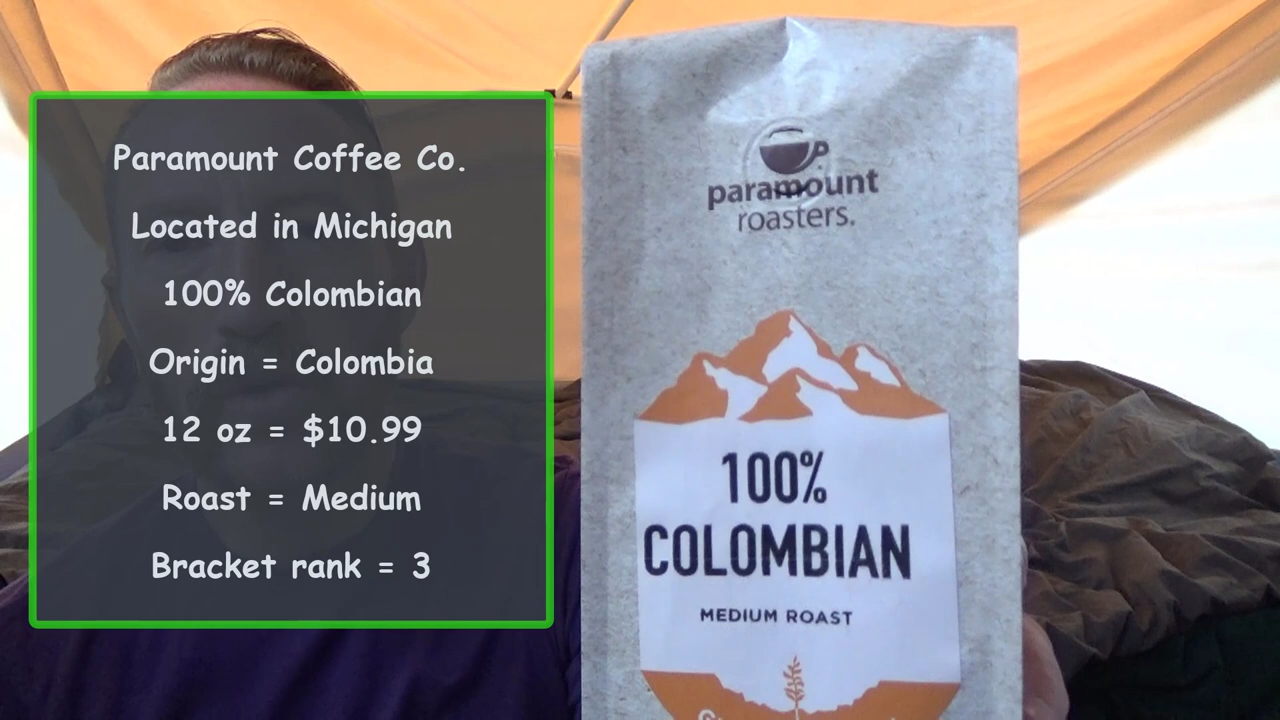 Paramount Coffee Co.
Located in Michigan
100% Colombian
Origin = Colombia
12 oz = $10.99
Roast = Medium
Bracket rank = 3
paramount
roasters.
100%
COLOMBIAN
MEDIUM ROAST